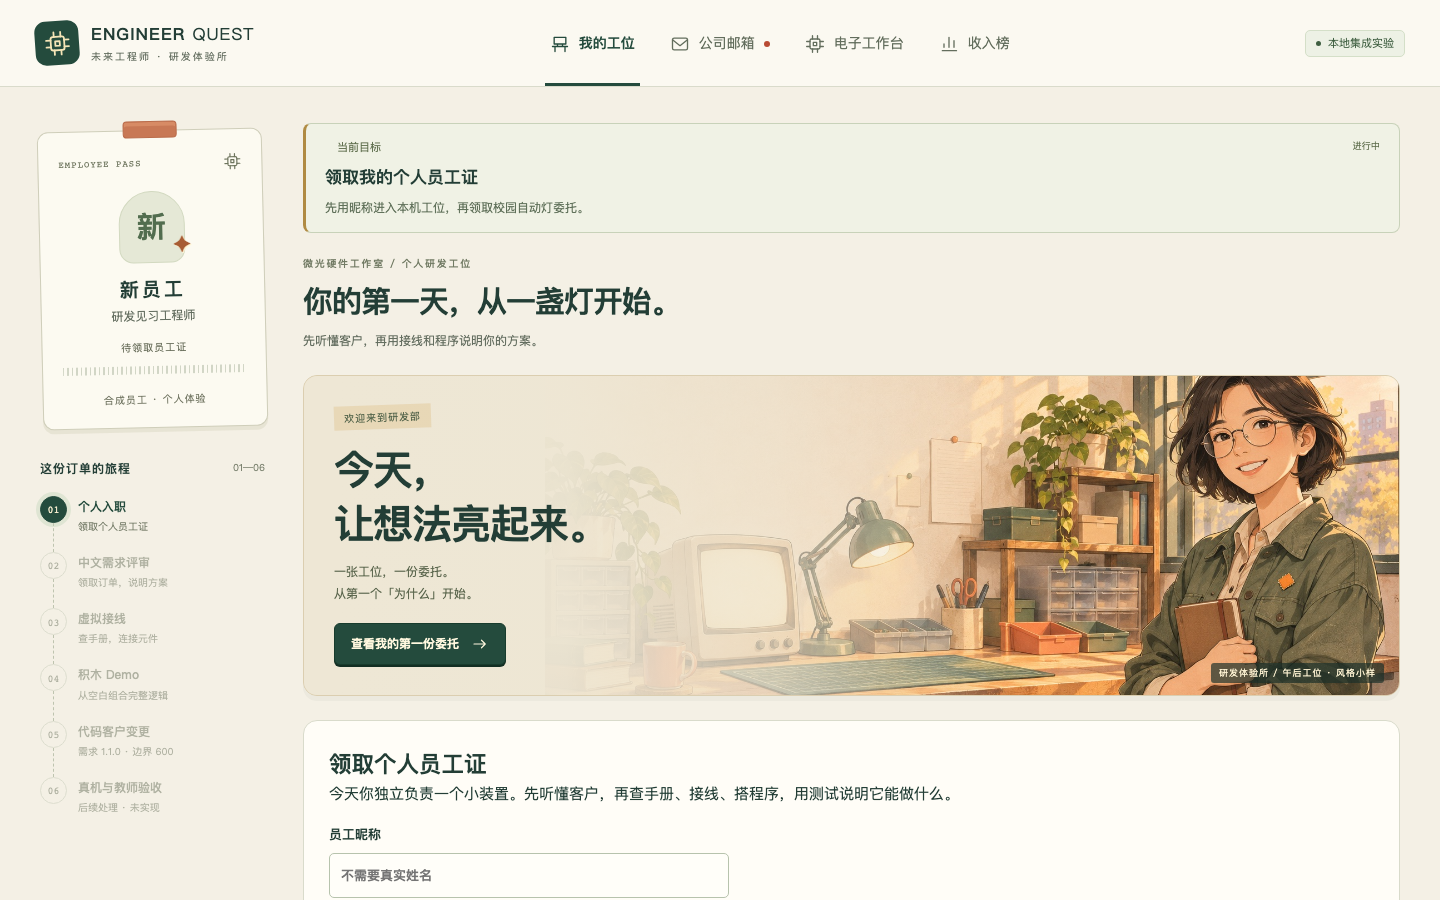 ENGINEER QUEST
未来工程师 · 研发体验所
我的工位
公司邮箱
电子工作台
收入榜
本地集成实验
EMPLOYEE PASS
新
新员工
研发见习工程师
待领取员工证
合成员工 · 个人体验
这份订单的旅程
01—06
01
个人入职
领取个人员工证
02
中文需求评审
领取订单，说明方案
03
虚拟接线
查手册，连接元件
04
积木 Demo
从空白组合完整逻辑
05
代码客户变更
需求 1.1.0 · 边界 600
06
真机与教师验收
后续处理 · 未实现
当前目标
进行中
领取我的个人员工证
先用昵称进入本机工位，再领取校园自动灯委托。
微光硬件工作室 / 个人研发工位
你的第一天，从一盏灯开始。
先听懂客户，再用接线和程序说明你的方案。
欢迎来到研发部
今天，
让想法亮起来。
一张工位，一份委托。
从第一个「为什么」开始。
查看我的第一份委托 →
研发体验所 / 午后工位 · 风格小样
领取个人员工证
今天你独立负责一个小装置。先听懂客户，再查手册、接线、搭程序，用测试说明它能做什么。
员工昵称
不需要真实姓名